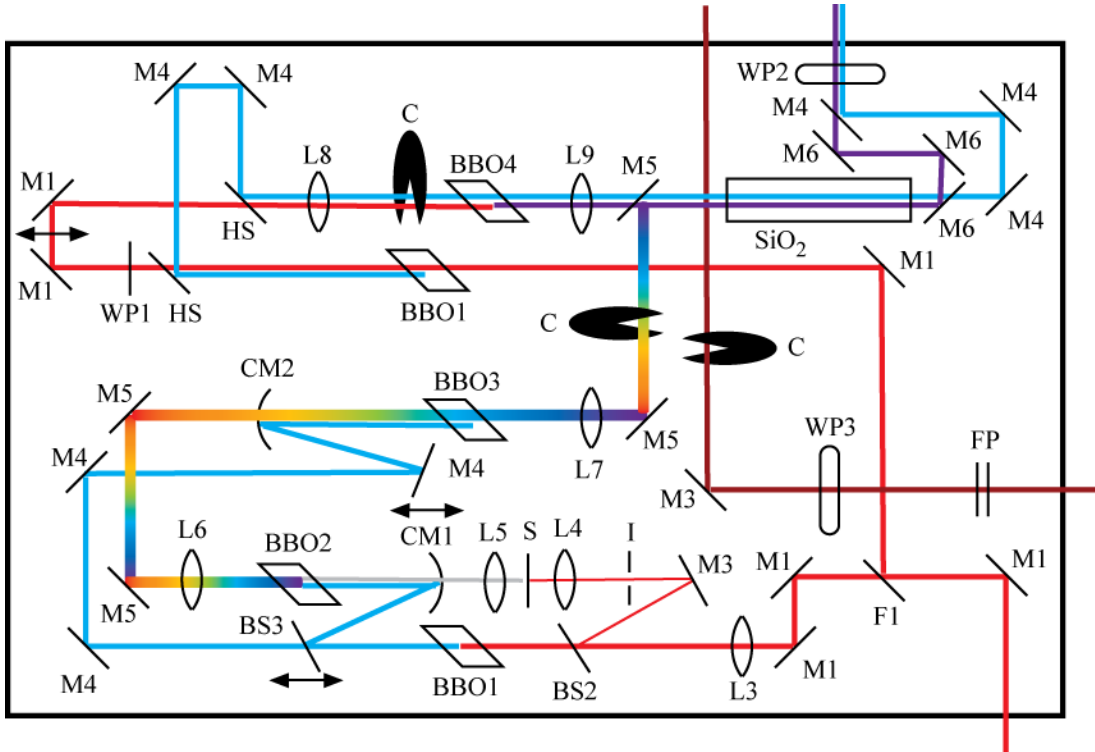 WP2
M4
M4
M4
M4
C
M6
M6
L8
BBO4
L9
M5
M1
HS
M6
M4
SiO2
M1
M1
WP1
HS
BBO1
C
C
CM2
BBO3
M5
M5
L7
WP3
FP
M4
M4
M3
CM1
L5
S
L4
I
L6
BBO2
M3
M1
M1
M5
BS3
F1
M4
BBO1
BS2
L3
M1